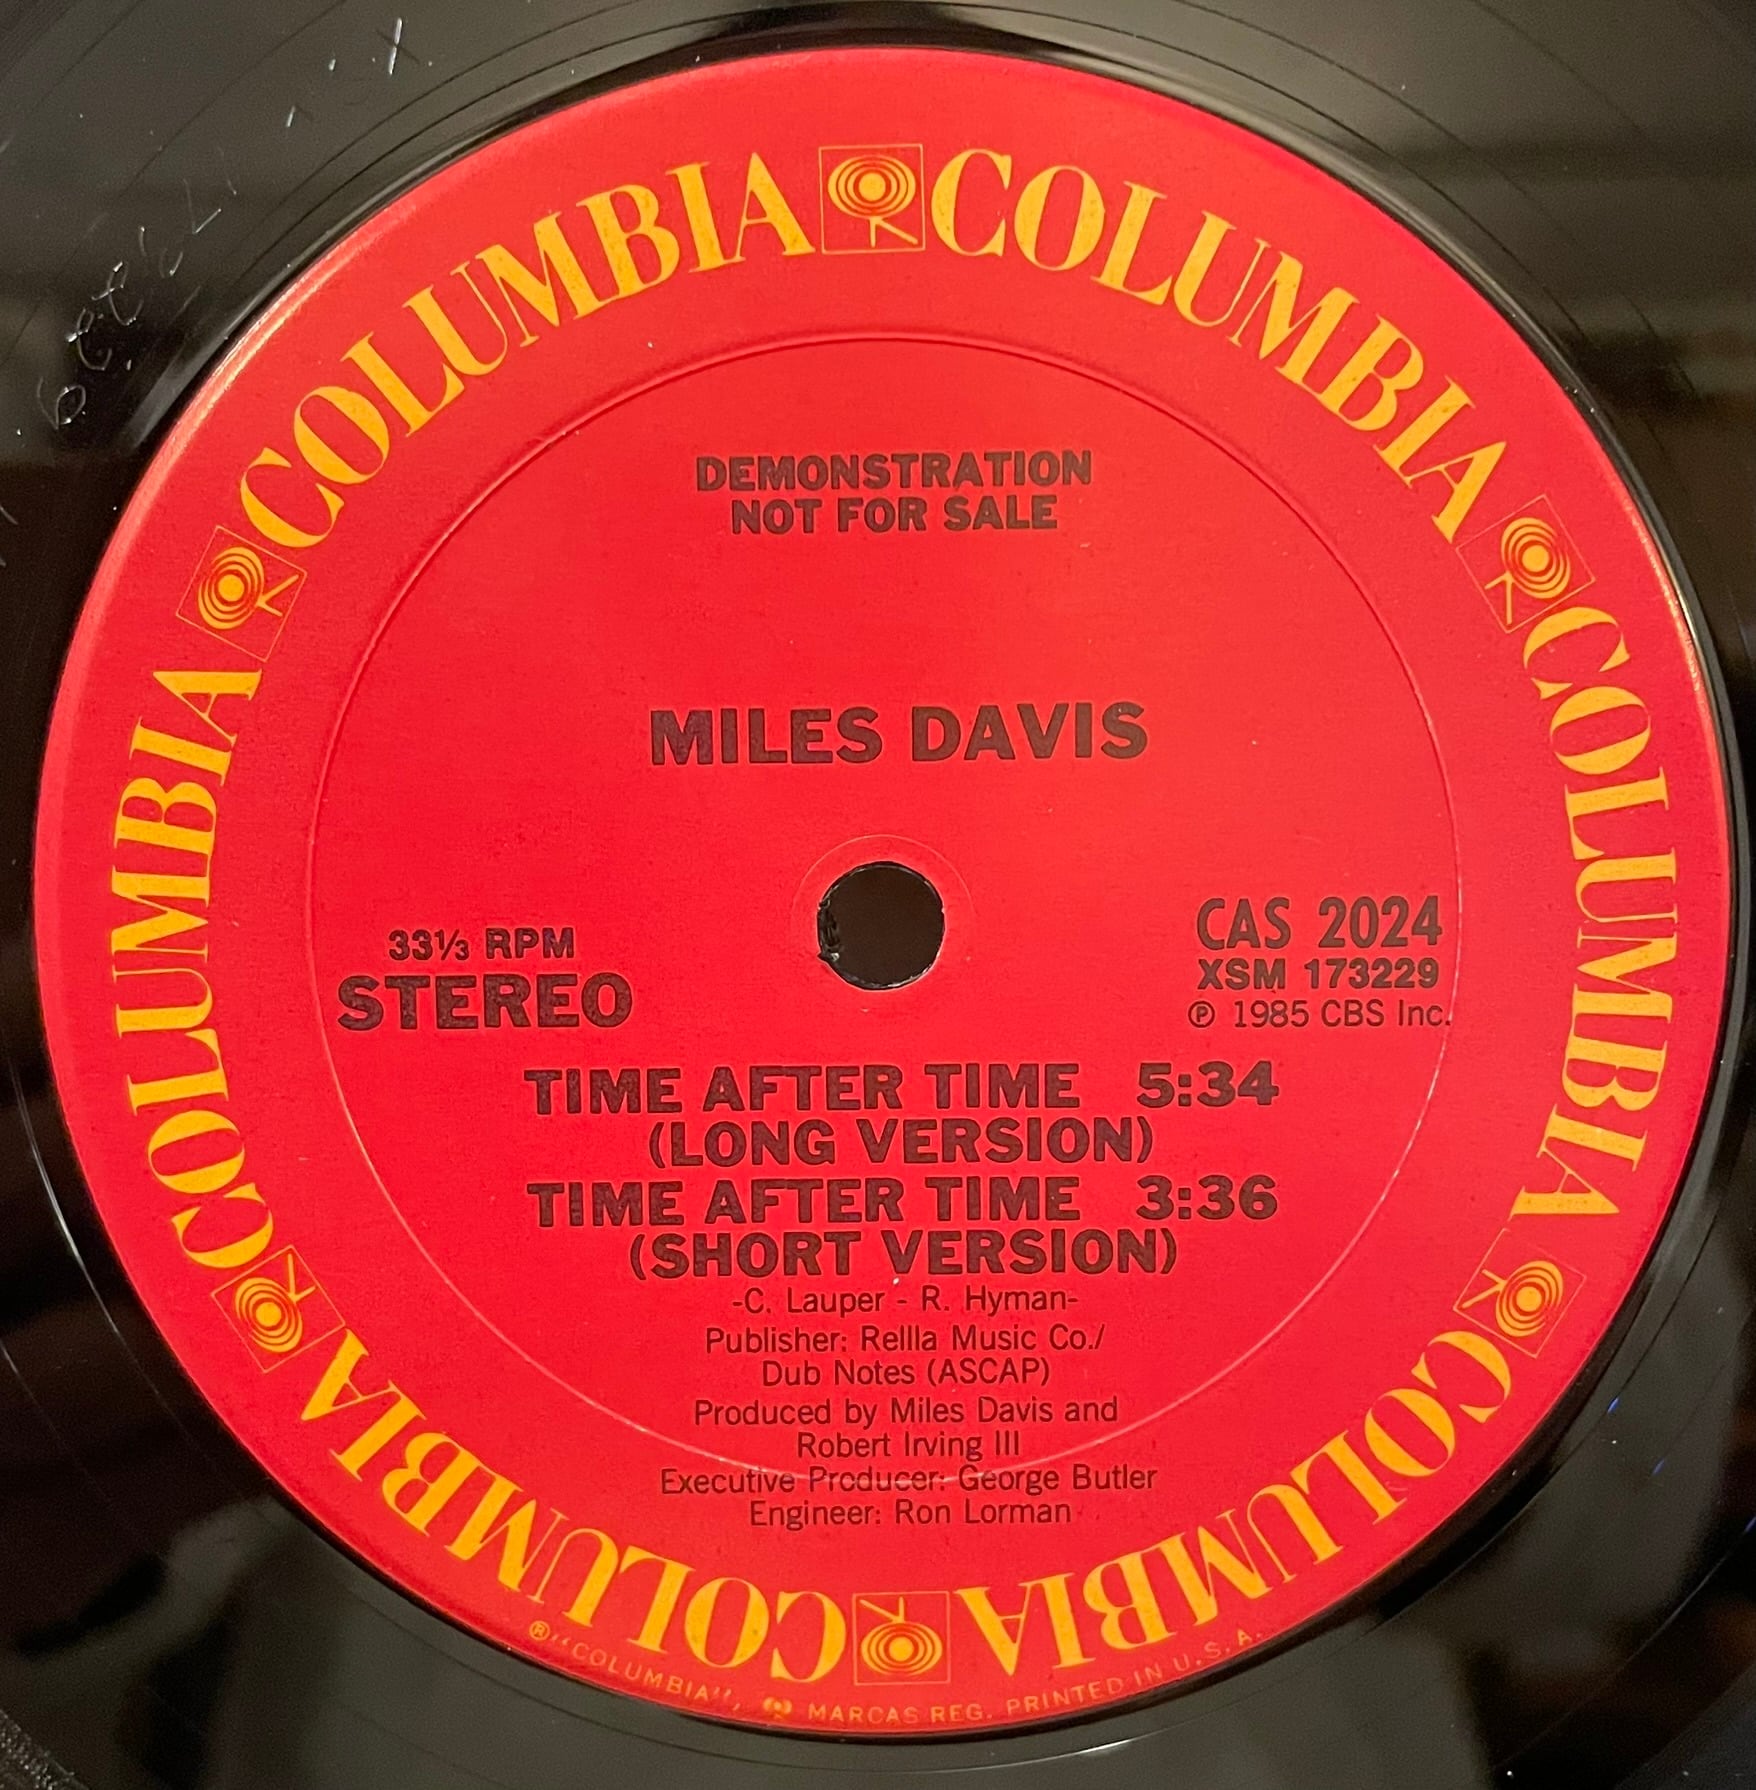 COLUMBIA COLUMBIA COLUMBIA COLUMBIA COLUMBIA COLUMBIA
DEMONSTRATION
NOT FOR SALE
MILES DAVIS
33⅓ RPM
STEREO
CAS 2024
XSM 173229
℗ 1985 CBS Inc.
TIME AFTER TIME 5:34
(LONG VERSION)
TIME AFTER TIME 3:36
(SHORT VERSION)
-C. Lauper - R. Hyman-
Publisher: Rellla Music Co./
Dub Notes (ASCAP)
Produced by Miles Davis and
Robert Irving III
Executive Producer: George Butler
Engineer: Ron Lorman
®"COLUMBIA", MARCAS REG. PRINTED IN U.S.A.